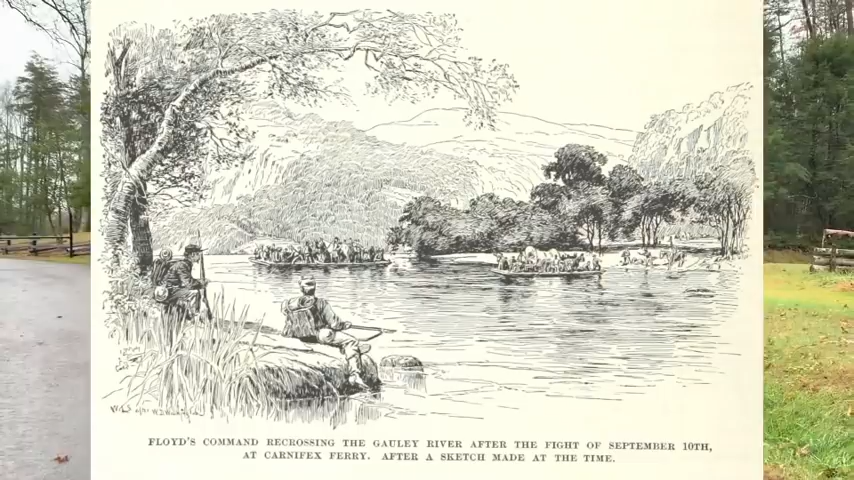 FLOYD'S COMMAND RECROSSING THE GAULEY RIVER AFTER THE FIGHT OF SEPTEMBER 10TH,
AT CARNIFEX FERRY. AFTER A SKETCH MADE AT THE TIME.